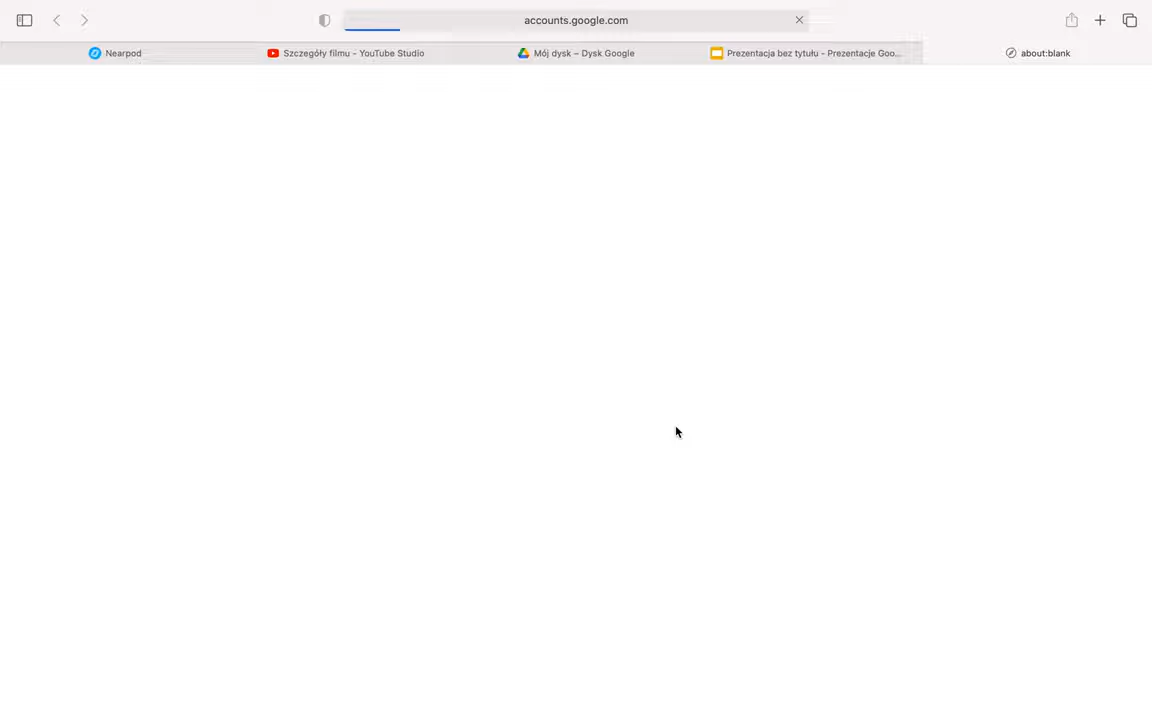 accounts.google.com
Nearpod
Szczegóły filmu - YouTube Studio
Mój dysk – Dysk Google
Prezentacja bez tytułu - Prezentacje Goo...
about:blank